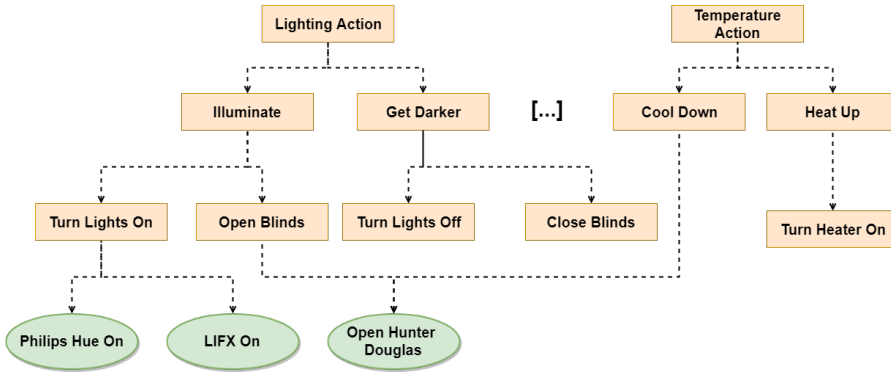 Lighting Action
Temperature
Action
Illuminate
Get Darker
[...]
Cool Down
Heat Up
Turn Lights On
Open Blinds
Turn Lights Off
Close Blinds
Turn Heater On
Philips Hue On
LIFX On
Open Hunter
Douglas